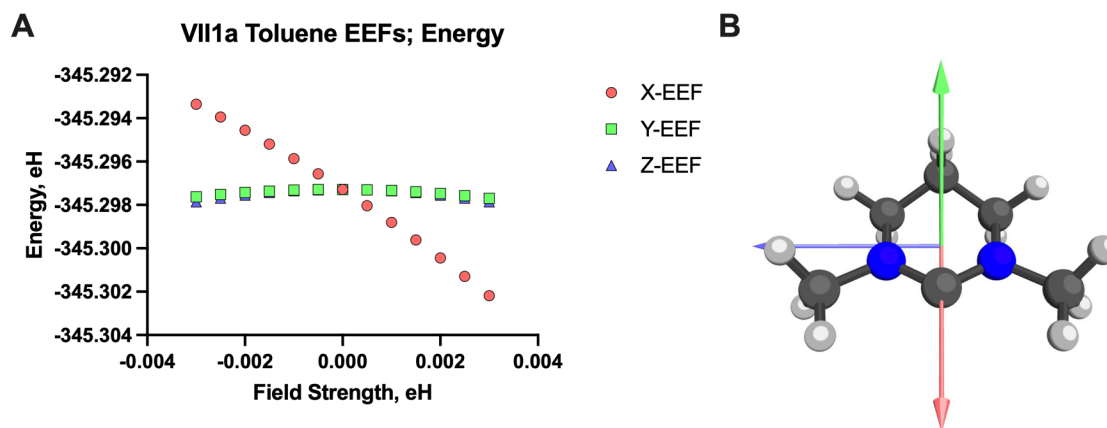 A
VII1a Toluene EEFs; Energy
B
-345.292
-345.294
-345.296
-345.298
-345.300
-345.302
-345.304
Energy, eH
-0.004
-0.002
0.000
0.002
0.004
Field Strength, eH
X-EEF
Y-EEF
Z-EEF